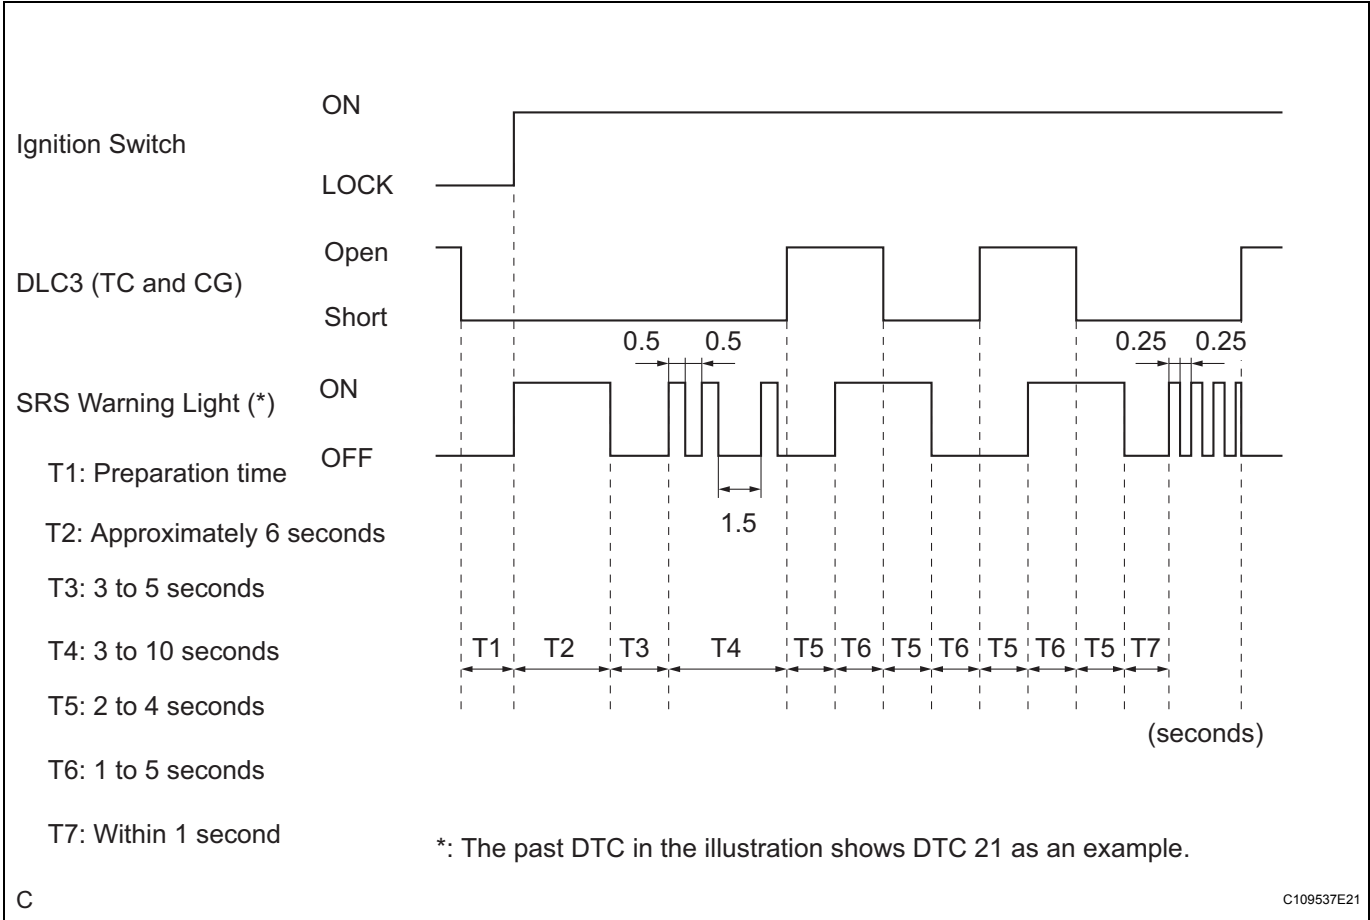 ON
Ignition Switch
LOCK
Open
DLC3 (TC and CG)
Short
0.5 0.5 0.25 0.25
ON
SRS Warning Light (*)
OFF
T1: Preparation time
1.5
T2: Approximately 6 seconds
T3: 3 to 5 seconds
T4: 3 to 10 seconds
T1 T2 T3 T4 T5 T6 T5 T6 T5 T6 T5 T7
T5: 2 to 4 seconds
(seconds)
T6: 1 to 5 seconds
T7: Within 1 second
*: The past DTC in the illustration shows DTC 21 as an example.
C
C109537E21